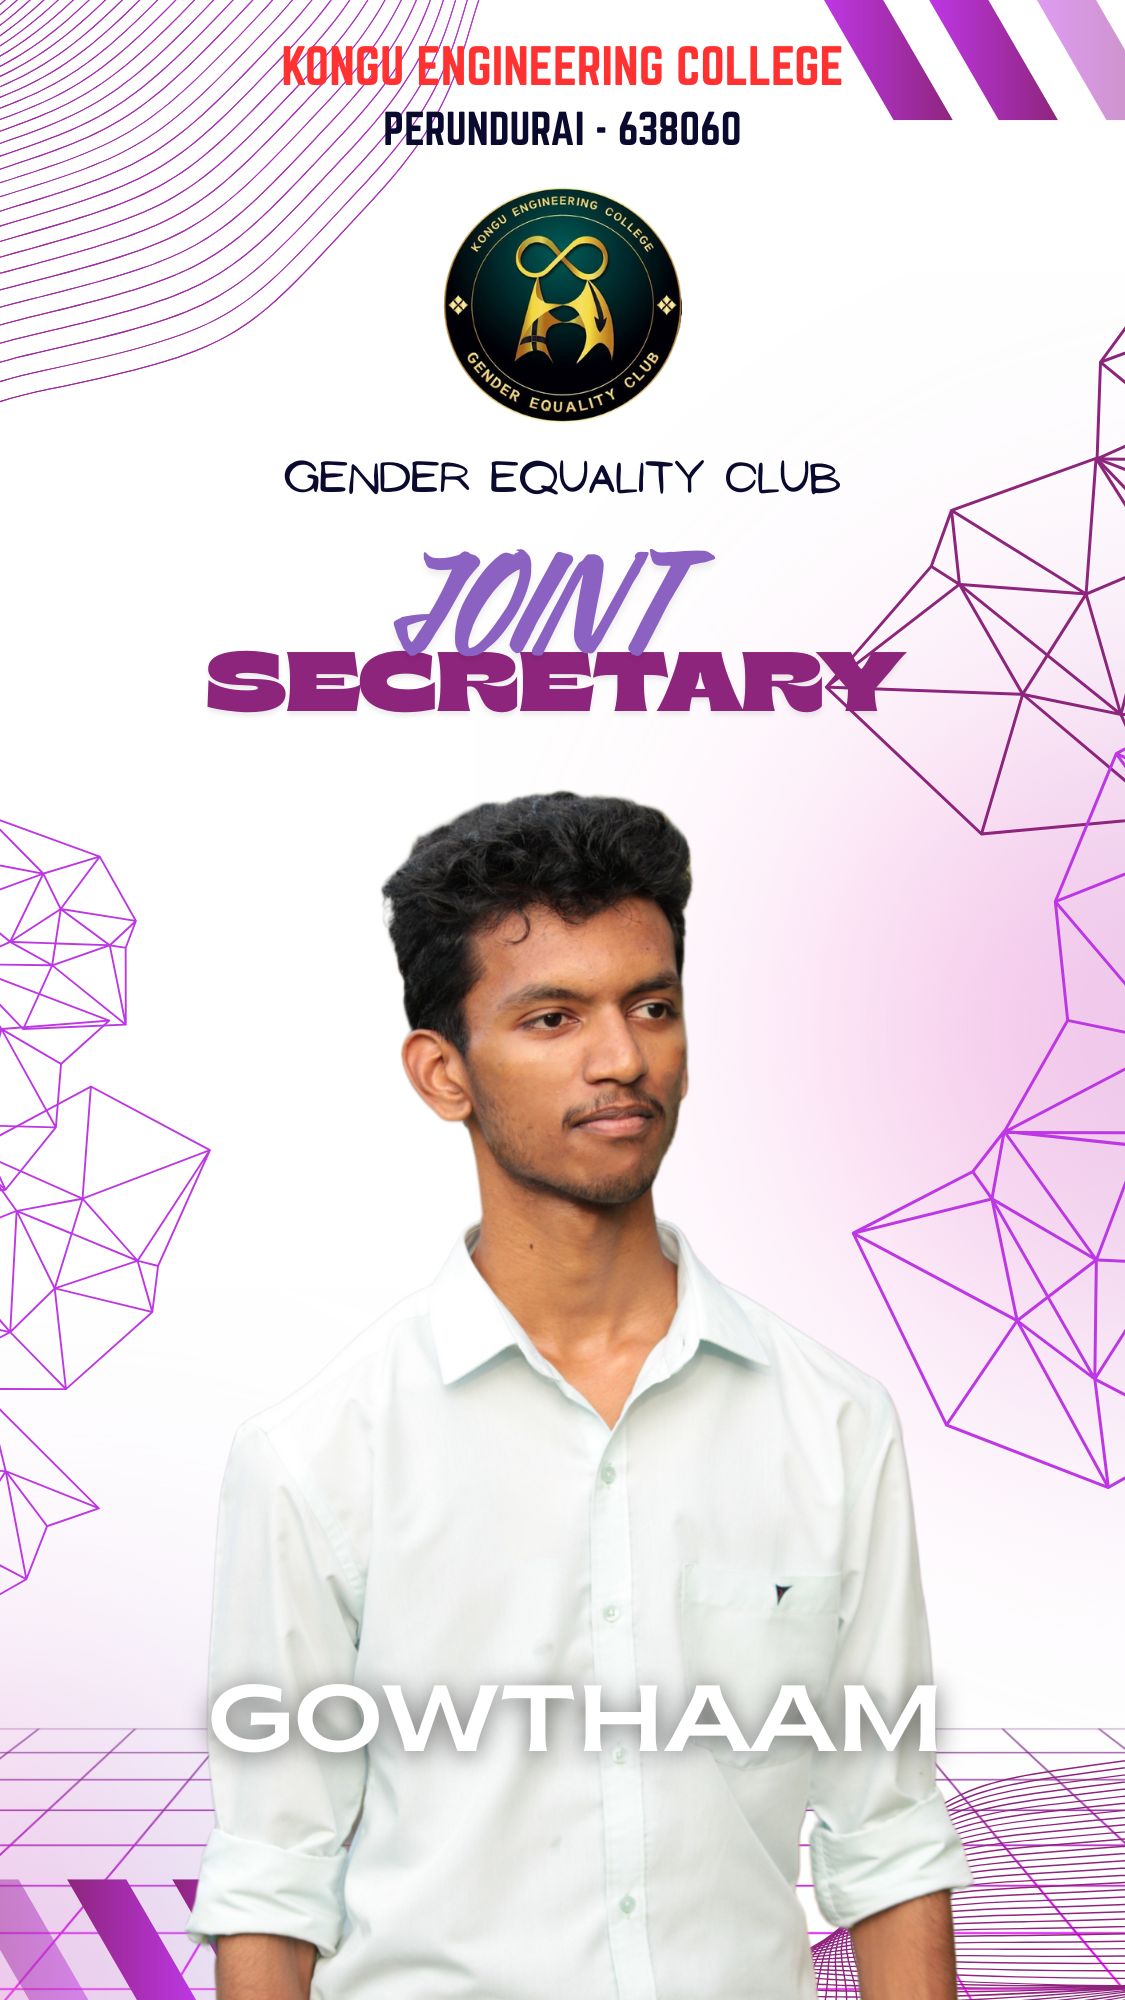 KONGU ENGINEERING COLLEGE
PERUNDURAI - 638060
KONGU ENGINEERING COLLEGE
GENDER EQUALITY CLUB
GENDER EQUALITY CLUB
JOINT
SECRETARY
GOWTHAAM